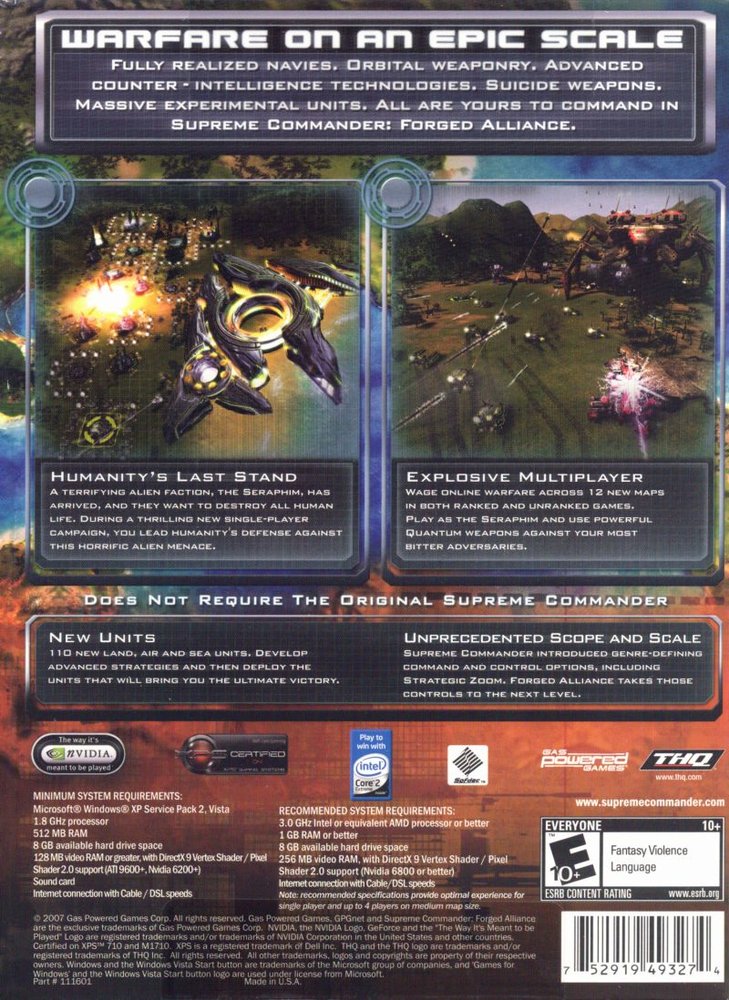 WARFARE ON AN EPIC SCALE
FULLY REALIZED NAVIES. ORBITAL WEAPONRY. ADVANCED
COUNTER - INTELLIGENCE TECHNOLOGIES. SUICIDE WEAPONS.
MASSIVE EXPERIMENTAL UNITS. ALL ARE YOURS TO COMMAND IN
SUPREME COMMANDER: FORGED ALLIANCE.
HUMANITY'S LAST STAND
A TERRIFYING ALIEN FACTION, THE SERAPHIM, HAS
ARRIVED, AND THEY WANT TO DESTROY ALL HUMAN
LIFE. DURING A THRILLING NEW SINGLE-PLAYER
CAMPAIGN, YOU LEAD HUMANITY'S DEFENSE AGAINST
THIS HORRIFIC ALIEN MENACE.
EXPLOSIVE MULTIPLAYER
WAGE ONLINE WARFARE ACROSS 12 NEW MAPS
IN BOTH RANKED AND UNRANKED GAMES.
PLAY AS THE SERAPHIM AND USE POWERFUL
QUANTUM WEAPONS AGAINST YOUR MOST
BITTER ADVERSARIES.
DOES NOT REQUIRE THE ORIGINAL SUPREME COMMANDER
NEW UNITS
110 NEW LAND, AIR AND SEA UNITS. DEVELOP
ADVANCED STRATEGIES AND THEN DEPLOY THE
UNITS THAT WILL BRING YOU THE ULTIMATE VICTORY.
UNPRECEDENTED SCOPE AND SCALE
SUPREME COMMANDER INTRODUCED GENRE-DEFINING
COMMAND AND CONTROL OPTIONS, INCLUDING
STRATEGIC ZOOM. FORGED ALLIANCE TAKES THOSE
CONTROLS TO THE NEXT LEVEL.
The way it's
nVIDIA
meant to be played
CERTIFIED
Play to
win with
intel
Core 2
Extreme
Sofdec
GAS
powered
GAMES
THQ
www.thq.com
www.supremecommander.com
MINIMUM SYSTEM REQUIREMENTS:
Microsoft® Windows® XP Service Pack 2, Vista
1.8 GHz processor
512 MB RAM
8 GB available hard drive space
128 MB video RAM or greater, with DirectX 9 Vertex Shader / Pixel
Shader 2.0 support (ATI 9600+, Nvidia 6200+)
Sound card
Internet connection with Cable / DSL speeds
RECOMMENDED SYSTEM REQUIREMENTS:
3.0 GHz Intel or equivalent AMD processor or better
1 GB RAM or better
8 GB available hard drive space
256 MB video RAM, with DirectX 9 Vertex Shader / Pixel
Shader 2.0 support (Nvidia 6800 or better)
Internet connection with Cable / DSL speeds
Note: recommended specifications provide optimal experience for
single player and up to 4 players on medium map size.
EVERYONE 10+
E
10+
Fantasy Violence
Language
ESRB CONTENT RATING www.esrb.org
© 2007 Gas Powered Games Corp. All rights reserved. Gas Powered Games, GPGnet and Supreme Commander: Forged Alliance
are the exclusive trademarks of Gas Powered Games Corp. NVIDIA, the NVIDIA Logo, GeForce and the "The Way It's Meant to be
Played" Logo are registered trademarks and/or trademarks of NVIDIA Corporation in the United States and other countries.
Certified on XPS™ 710 and M1710. XPS is a registered trademark of Dell Inc. THQ and the THQ logo are trademarks and/or
registered trademarks of THQ Inc. All rights reserved. All other trademarks, logos and copyrights are property of their respective
owners. Windows and the Windows Vista Start button are trademarks of the Microsoft group of companies, and 'Games for
Windows' and the Windows Vista Start button logo are used under license from Microsoft.
Part # 111601 Made in U.S.A.
7 52919 49327 4